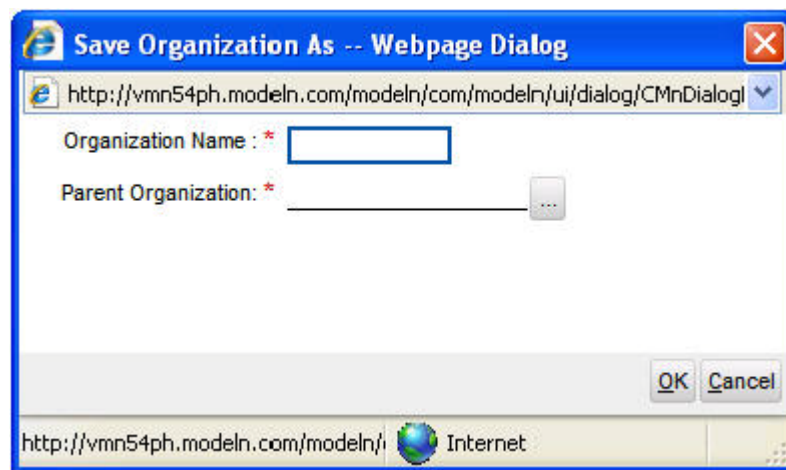 Save Organization As -- Webpage Dialog
http://vmn54ph.modeln.com/modeln/com/modeln/ui/dialog/CMnDialogI
Organization Name : *
Parent Organization: *
...
OK Cancel
http://vmn54ph.modeln.com/modeln/ Internet